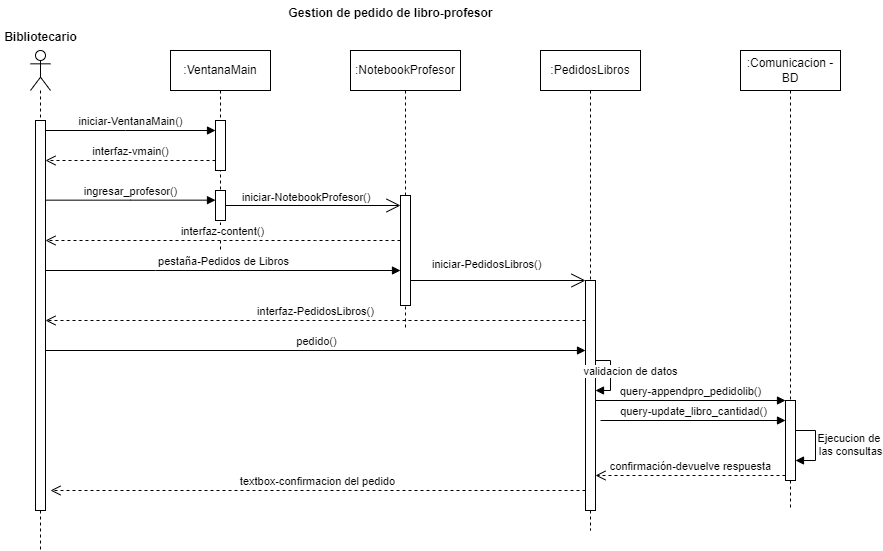 Gestion de pedido de libro-profesor
Bibliotecario
:VentanaMain
:NotebookProfesor
:PedidosLibros
:Comunicacion -
BD
iniciar-VentanaMain()
interfaz-vmain()
ingresar_profesor()
iniciar-NotebookProfesor()
interfaz-content()
pestaña-Pedidos de Libros
iniciar-PedidosLibros()
interfaz-PedidosLibros()
pedido()
validacion de datos
query-appendpro_pedidolib()
query-update_libro_cantidad()
Ejecucion de
las consultas
confirmación-devuelve respuesta
textbox-confirmacion del pedido